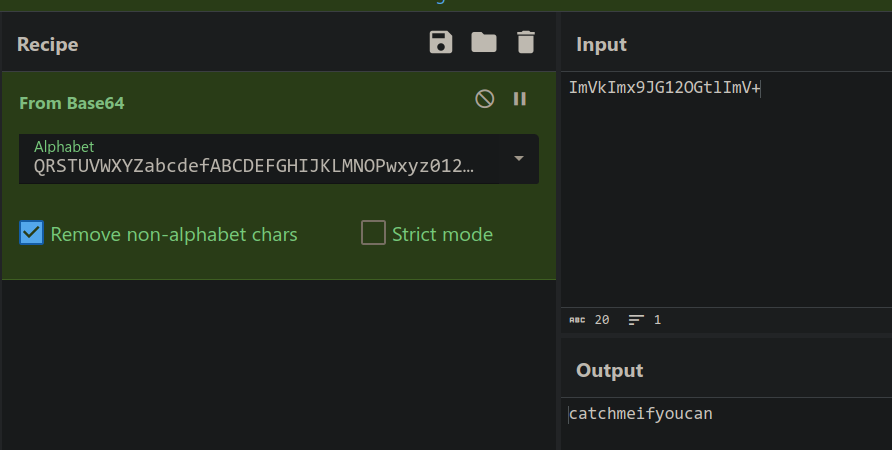 Recipe
From Base64
Alphabet
QRSTUVWXYZabcdefABCDEFGHIJKLMNOPwxyz012…
Remove non-alphabet chars
Strict mode
Input
ImVkImx9JG12OGtlImV+
ABC 20 1
Output
catchmeifyoucan